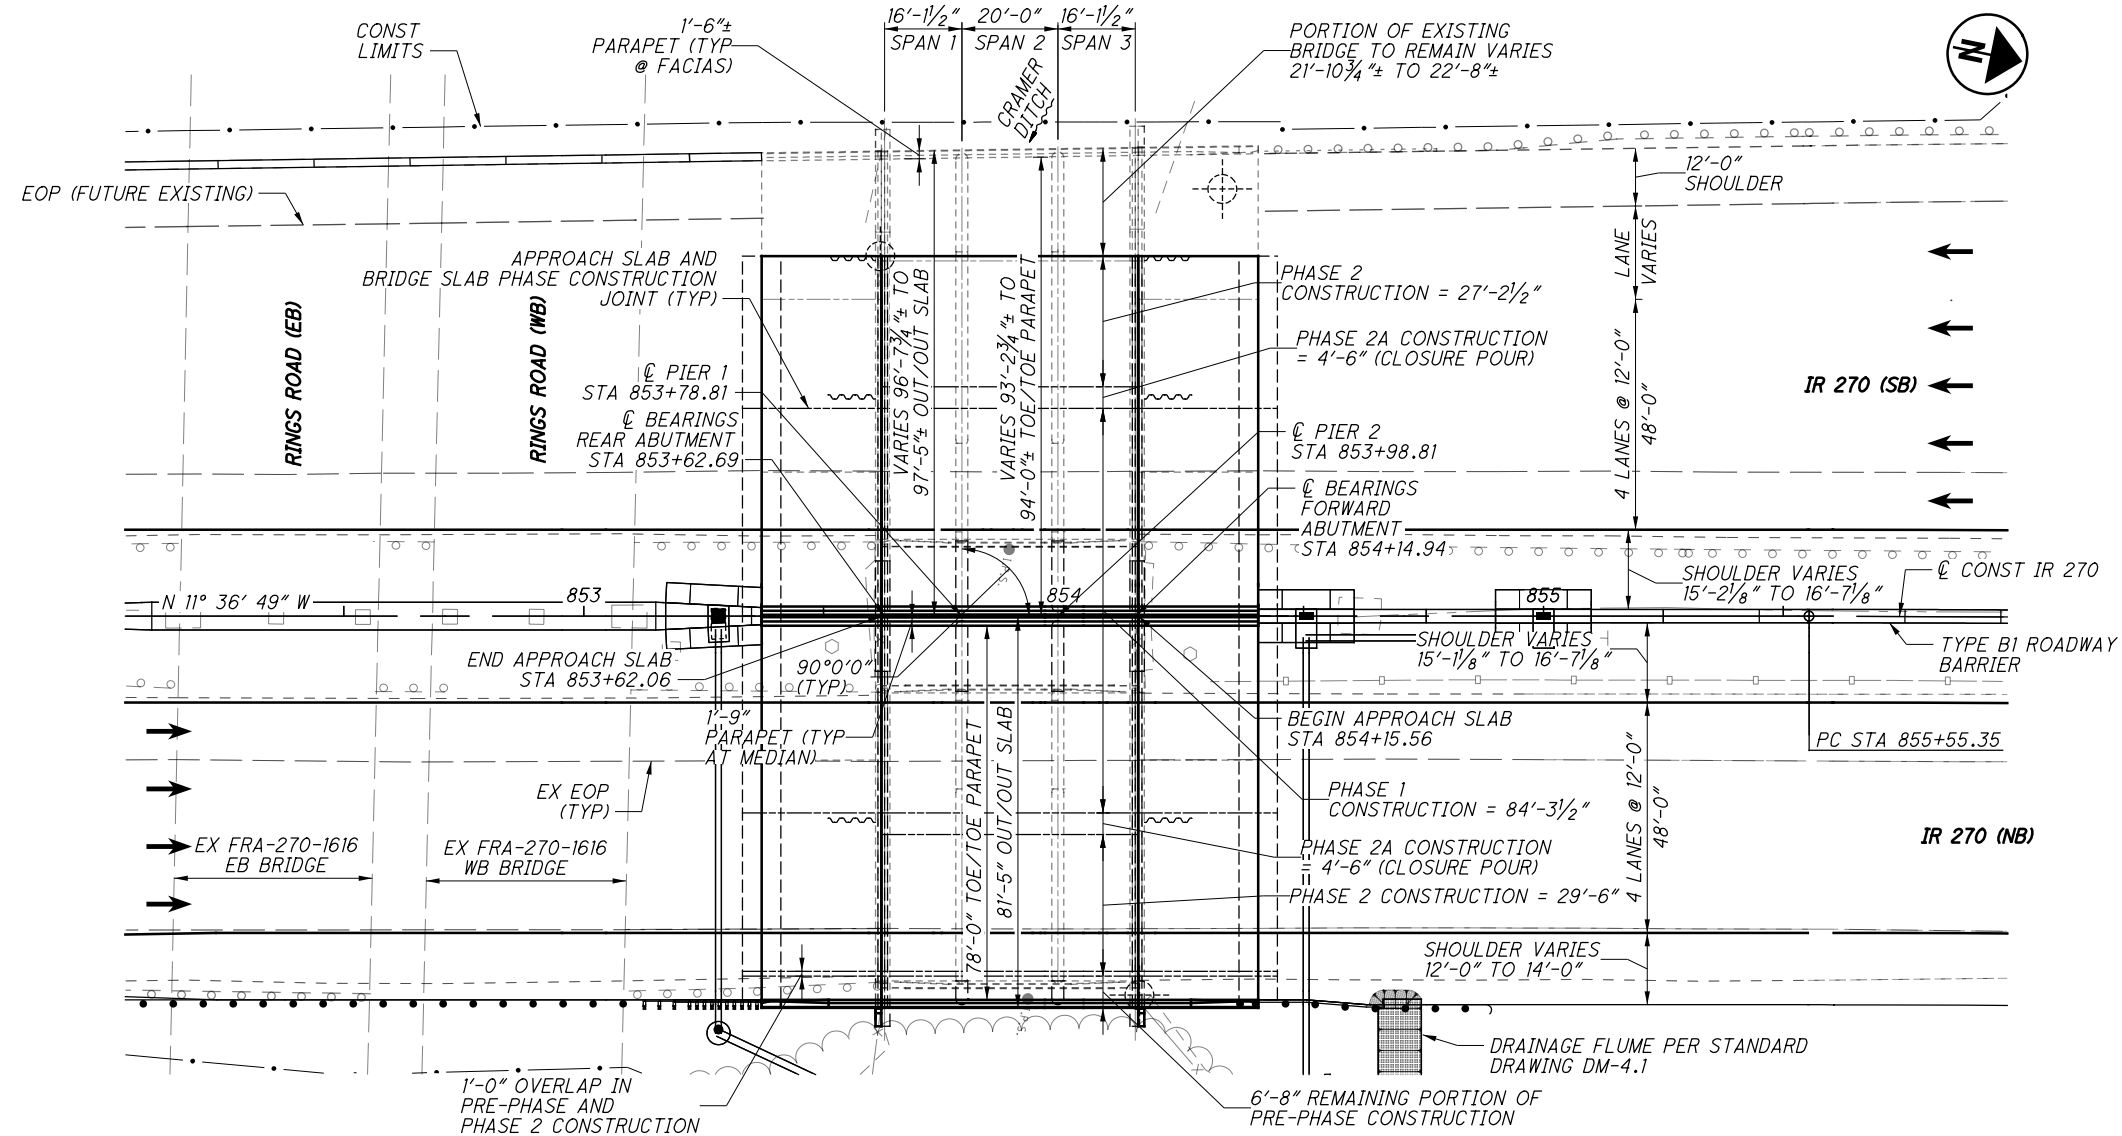 CONST
LIMITS
1'-6"±
PARAPET (TYP
@ FACIAS)
16'-1½" 20'-0" 16'-1½"
SPAN 1 SPAN 2 SPAN 3
CRAMER
DITCH
PORTION OF EXISTING
BRIDGE TO REMAIN VARIES
21'-10¾"± TO 22'-8"±
N
EOP (FUTURE EXISTING)
12'-0"
SHOULDER
LANE
VARIES
APPROACH SLAB AND
BRIDGE SLAB PHASE CONSTRUCTION
JOINT (TYP)
RINGS ROAD (EB)
RINGS ROAD (WB)
VARIES 96'-7¾"± TO
97'-5"± OUT/OUT SLAB
VARIES 93'-2¾"± TO
94'-0"± TOE/TOE PARAPET
PHASE 2
CONSTRUCTION = 27'-2½"
PHASE 2A CONSTRUCTION
= 4'-6" (CLOSURE POUR)
4 LANES @ 12'-0"
48'-0"
IR 270 (SB)
℄ PIER 1
STA 853+78.81
℄ BEARINGS
REAR ABUTMENT
STA 853+62.69
℄ PIER 2
STA 853+98.81
℄ BEARINGS
FORWARD
ABUTMENT
STA 854+14.94
I.P.S.
SHOULDER VARIES
15'-2⅛" TO 16'-7⅛"
℄ CONST IR 270
N 11° 36' 49" W
853
854
855
SHOULDER VARIES
15'-1⅛" TO 16'-7⅛"
TYPE B1 ROADWAY
BARRIER
END APPROACH SLAB
STA 853+62.06
90°0'0"
(TYP)
1'-9"
PARAPET (TYP
AT MEDIAN)
BEGIN APPROACH SLAB
STA 854+15.56
PC STA 855+55.35
EX EOP
(TYP)
78'-0" TOE/TOE PARAPET
81'-5" OUT/OUT SLAB
PHASE 1
CONSTRUCTION = 84'-3½"
4 LANES @ 12'-0"
48'-0"
EX FRA-270-1616
EB BRIDGE
EX FRA-270-1616
WB BRIDGE
PHASE 2A CONSTRUCTION
= 4'-6" (CLOSURE POUR)
IR 270 (NB)
PHASE 2 CONSTRUCTION = 29'-6"
SHOULDER VARIES
12'-0" TO 14'-0"
DRAINAGE FLUME PER STANDARD
DRAWING DM-4.1
1'-0" OVERLAP IN
PRE-PHASE AND
PHASE 2 CONSTRUCTION
6'-8" REMAINING PORTION OF
PRE-PHASE CONSTRUCTION